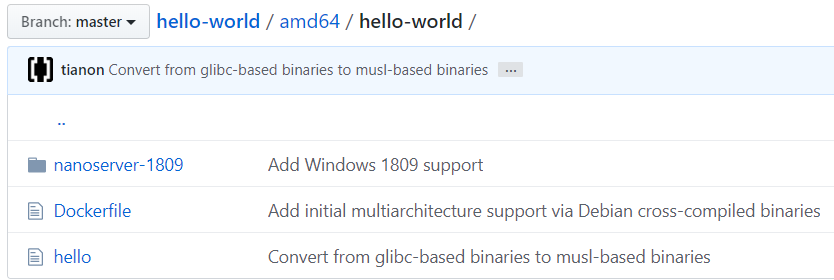 Branch: master hello-world / amd64 / hello-world /
tianon Convert from glibc-based binaries to musl-based binaries ...
..
nanoserver-1809 Add Windows 1809 support
Dockerfile Add initial multiarchitecture support via Debian cross-compiled binaries
hello Convert from glibc-based binaries to musl-based binaries